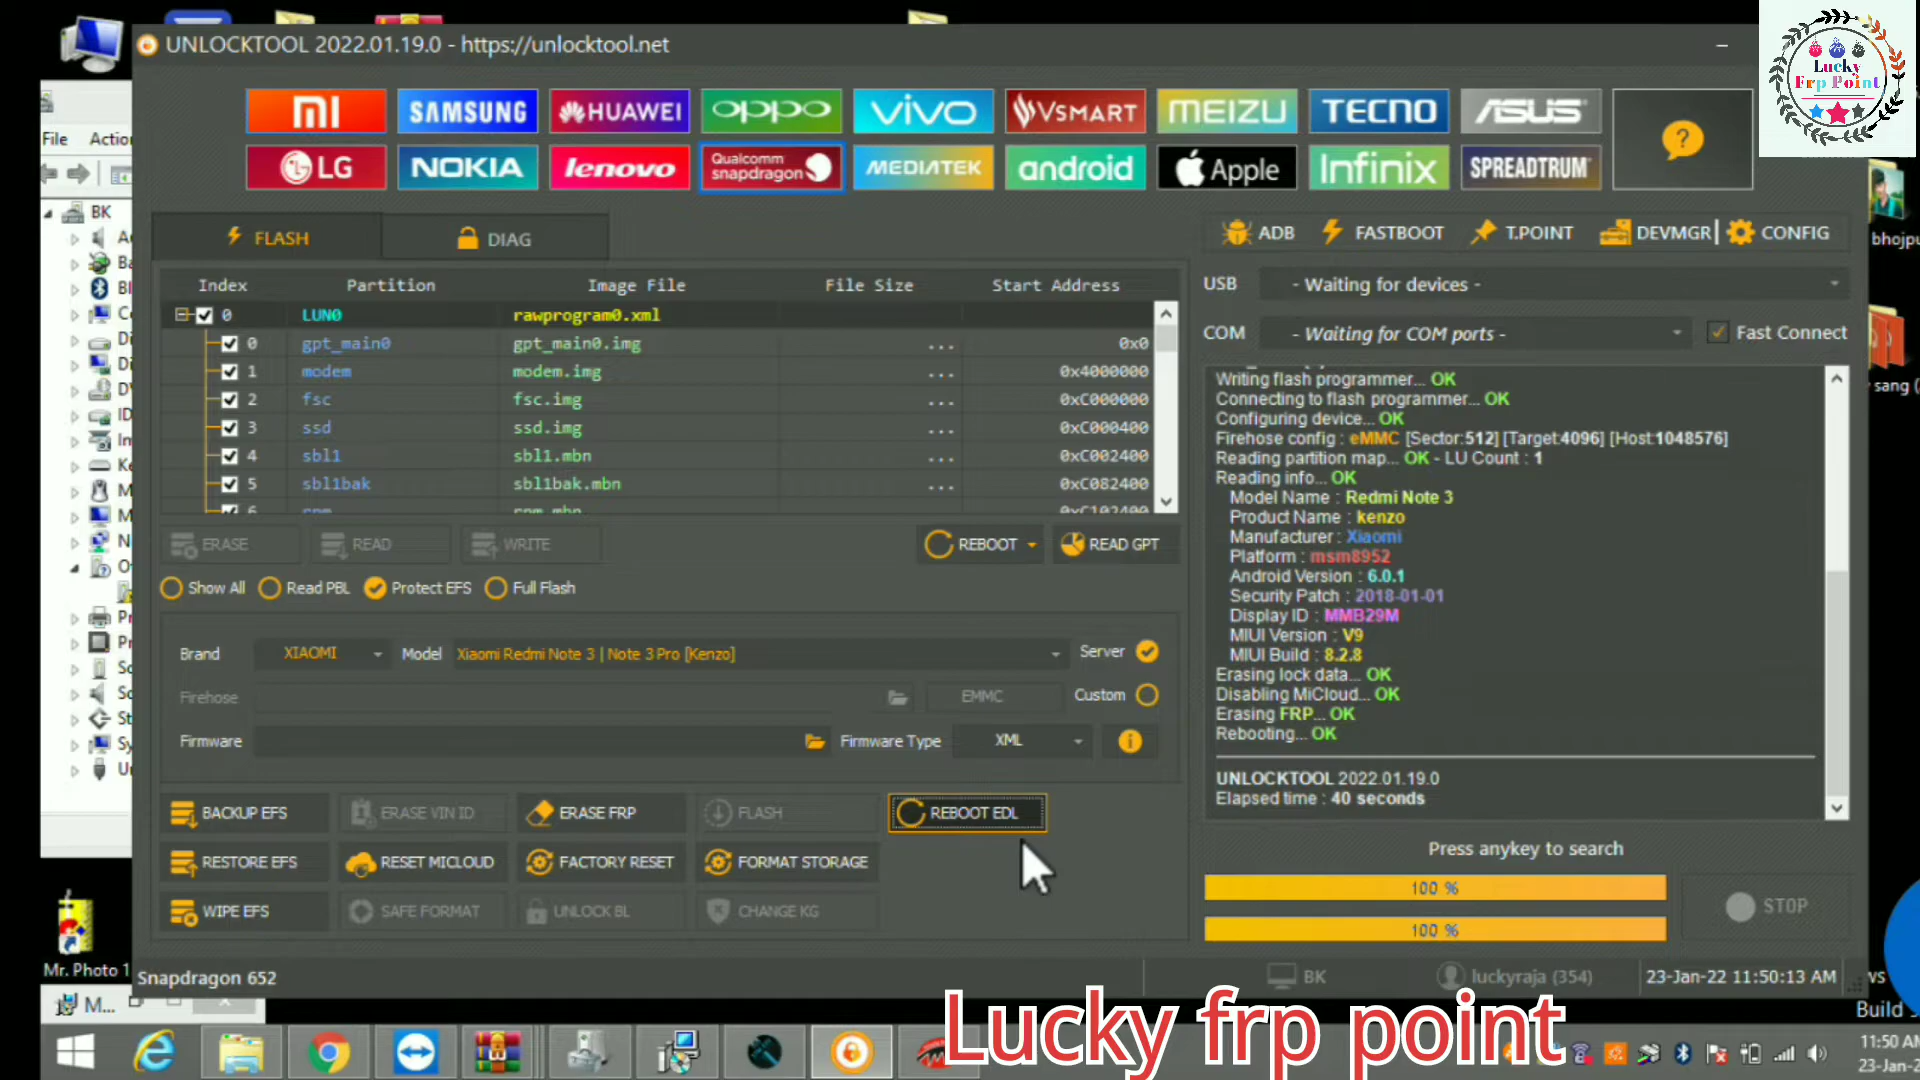 UNLOCKTOOL 2022.01.19.0 - https://unlocktool.net
Lucky
Frp Point
mi SAMSUNG HUAWEI oppo vivo VSMART MEIZU TECNO ASUS
LG NOKIA lenovo Qualcomm snapdragon MEDIATEK android Apple Infinix SPREADTRUM
?
File Action
FLASH DIAG
ADB FASTBOOT T.POINT DEVMGR CONFIG
Index Partition Image File File Size Start Address
0 LUN0 rawprogram0.xml
0 gpt_main0 gpt_main0.img ... 0x0
1 modem modem.img ... 0x4000000
2 fsc fsc.img ... 0xC000000
3 ssd ssd.img ... 0xC000400
4 sbl1 sbl1.mbn ... 0xC002400
5 sbl1bak sbl1bak.mbn ... 0xC082400
6 rpm rpm.mbn ... 0xC102400
ERASE READ WRITE REBOOT READ GPT
Show All Read PBL Protect EFS Full Flash
Brand XIAOMI Model Xiaomi Redmi Note 3 | Note 3 Pro [Kenzo] Server
Firehose EMMC Custom
Firmware Firmware Type XML
BACKUP EFS ERASE VIN ID ERASE FRP FLASH REBOOT EDL
RESTORE EFS RESET MICLOUD FACTORY RESET FORMAT STORAGE
WIPE EFS SAFE FORMAT UNLOCK BL CHANGE KG
USB - Waiting for devices -
COM - Waiting for COM ports - Fast Connect
Writing flash programmer... OK
Connecting to flash programmer... OK
Configuring device... OK
Firehose config : eMMC [Sector:512] [Target:4096] [Host:1048576]
Reading partition map... OK - LU Count : 1
Reading info... OK
Model Name : Redmi Note 3
Product Name : kenzo
Manufacturer : Xiaomi
Platform : msm8952
Android Version : 6.0.1
Security Patch : 2018-01-01
Display ID : MMB29M
MIUI Version : V9
MIUI Build : 8.2.8
Erasing lock data... OK
Disabling MiCloud... OK
Erasing FRP... OK
Rebooting... OK
UNLOCKTOOL 2022.01.19.0
Elapsed time : 40 seconds
Press anykey to search
100 %
100 %
STOP
Snapdragon 652 BK luckyraja (354) 23-Jan-22 11:50:13 AM
BK
Mr. Photo 1
M...
Build
Lucky frp point
11:50 AM